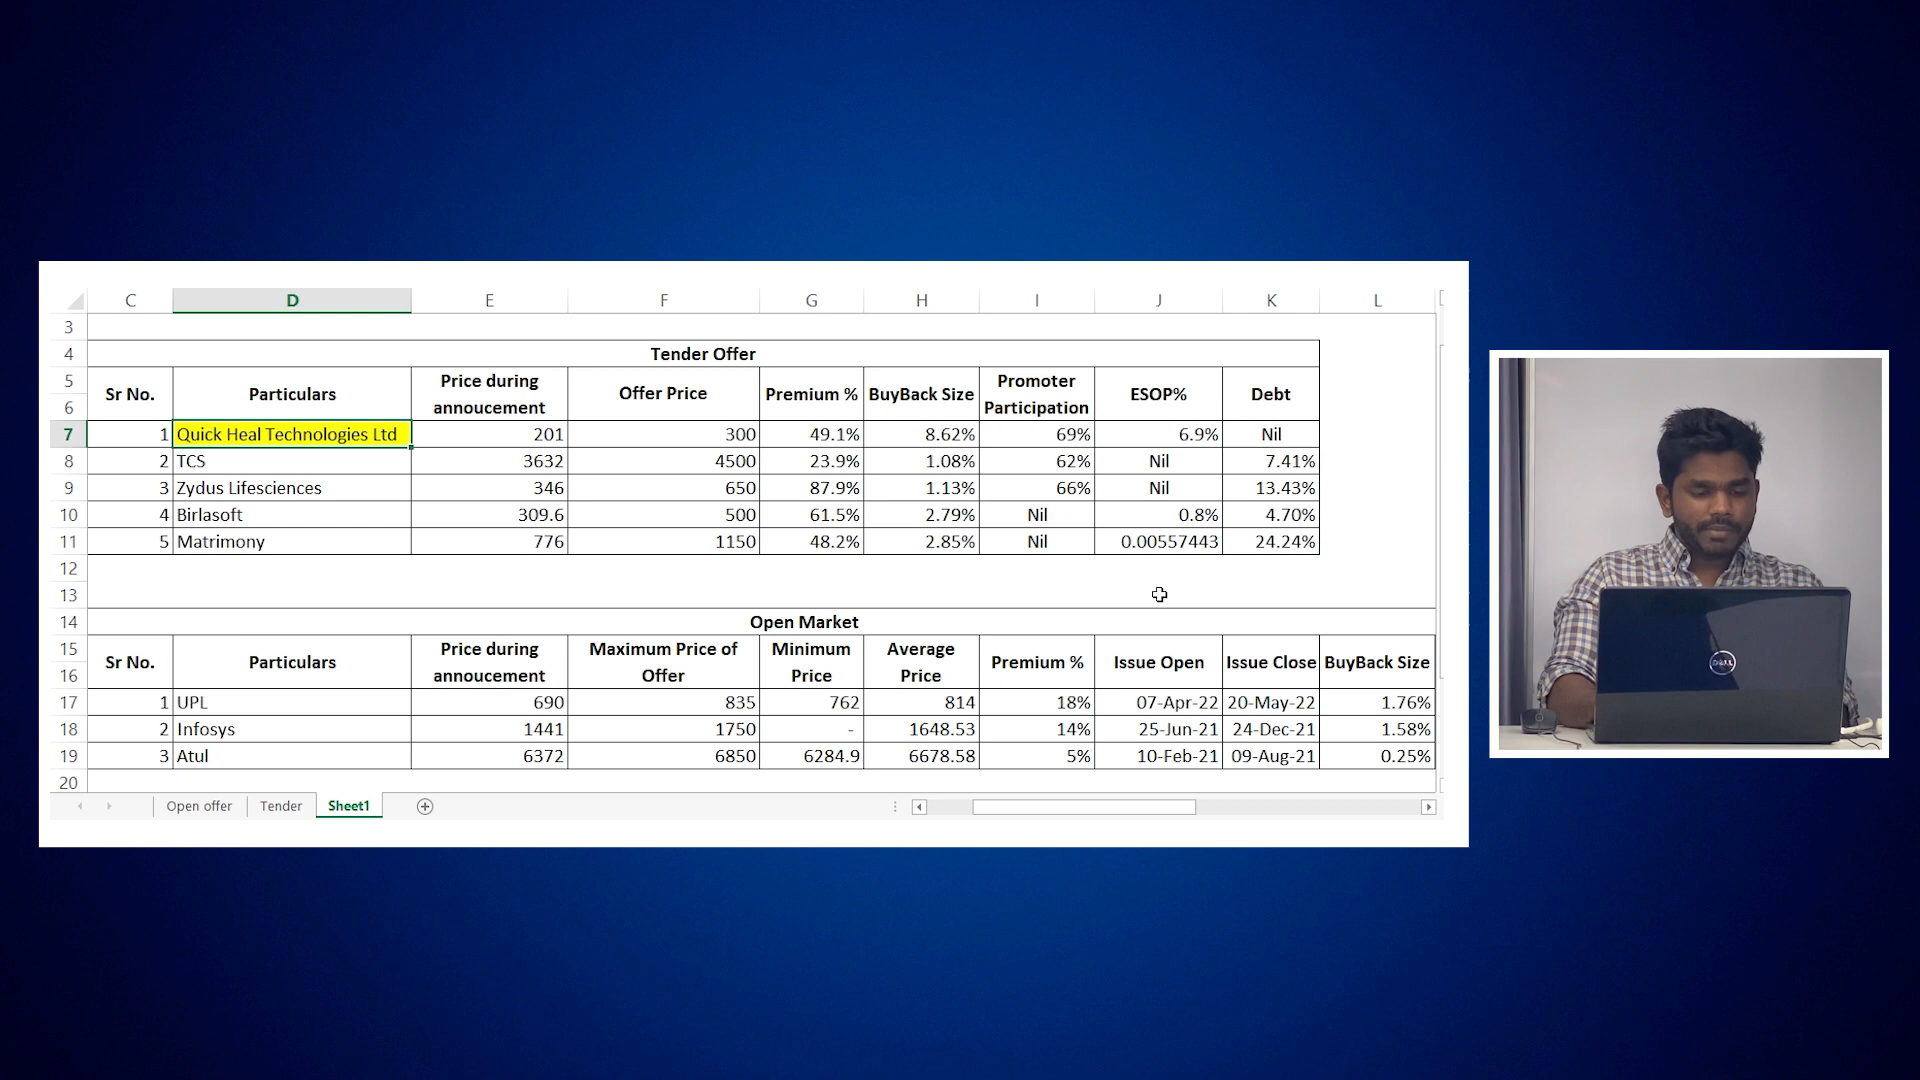 C D E F G H I J K L
3
4 Tender Offer
5 6 Sr No. Particulars Price during annoucement Offer Price Premium % BuyBack Size Promoter Participation ESOP% Debt
7 1 Quick Heal Technologies Ltd 201 300 49.1% 8.62% 69% 6.9% Nil
8 2 TCS 3632 4500 23.9% 1.08% 62% Nil 7.41%
9 3 Zydus Lifesciences 346 650 87.9% 1.13% 66% Nil 13.43%
10 4 Birlasoft 309.6 500 61.5% 2.79% Nil 0.8% 4.70%
11 5 Matrimony 776 1150 48.2% 2.85% Nil 0.00557443 24.24%
12
13
14 Open Market
15 16 Sr No. Particulars Price during annoucement Maximum Price of Offer Minimum Price Average Price Premium % Issue Open Issue Close BuyBack Size
17 1 UPL 690 835 762 814 18% 07-Apr-22 20-May-22 1.76%
18 2 Infosys 1441 1750 - 1648.53 14% 25-Jun-21 24-Dec-21 1.58%
19 3 Atul 6372 6850 6284.9 6678.58 5% 10-Feb-21 09-Aug-21 0.25%
20
Open offer Tender Sheet1
DELL